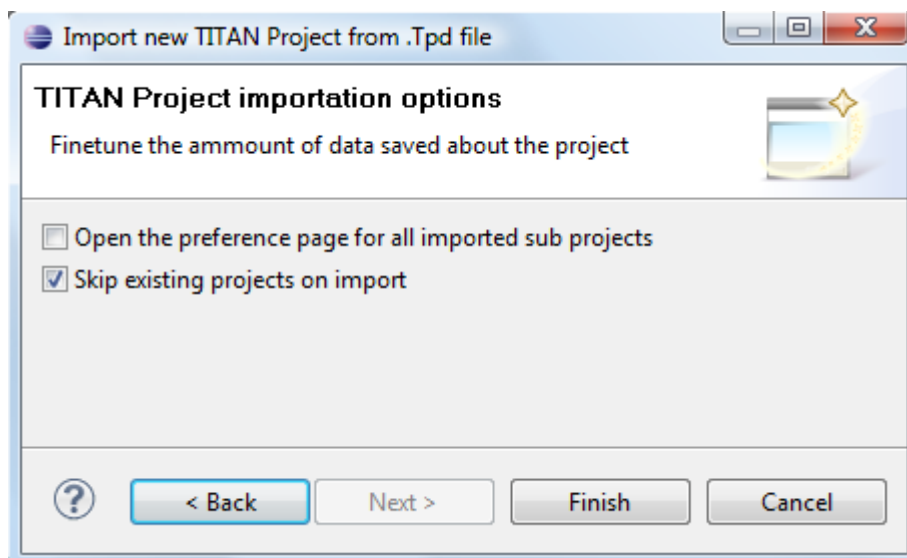 Import new TITAN Project from .Tpd file
TITAN Project importation options
Finetune the ammount of data saved about the project
Open the preference page for all imported sub projects
Skip existing projects on import
? < Back Next > Finish Cancel